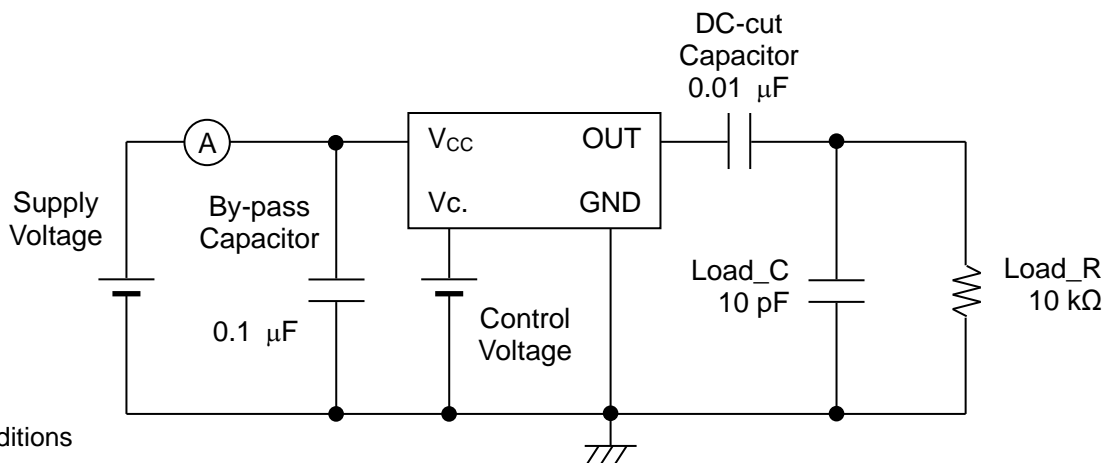 DC-cut
Capacitor
0.01 μF
A
VCC
OUT
Vc.
GND
Supply
Voltage
By-pass
Capacitor
0.1 μF
Control
Voltage
Load_C
10 pF
Load_R
10 kΩ
ditions